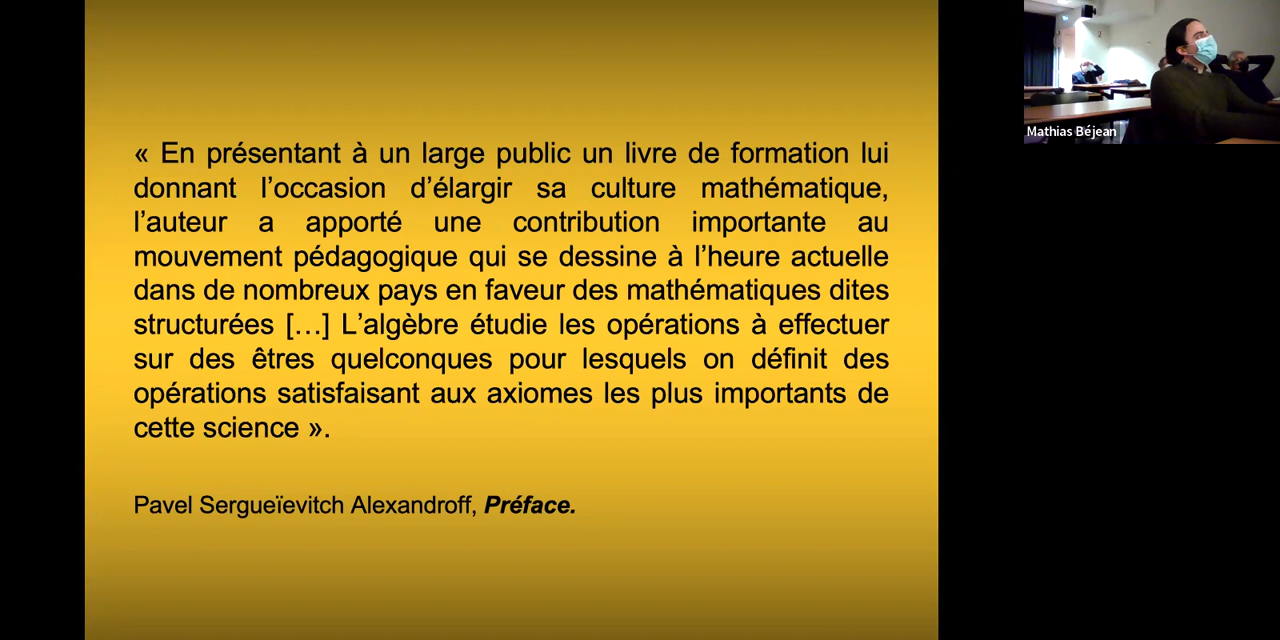 « En présentant à un large public un livre de formation lui
donnant l’occasion d’élargir sa culture mathématique,
l’auteur a apporté une contribution importante au
mouvement pédagogique qui se dessine à l’heure actuelle
dans de nombreux pays en faveur des mathématiques dites
structurées […] L’algèbre étudie les opérations à effectuer
sur des êtres quelconques pour lesquels on définit des
opérations satisfaisant aux axiomes les plus importants de
cette science ».
Pavel Sergueïevitch Alexandroff, Préface.
Mathias Béjean